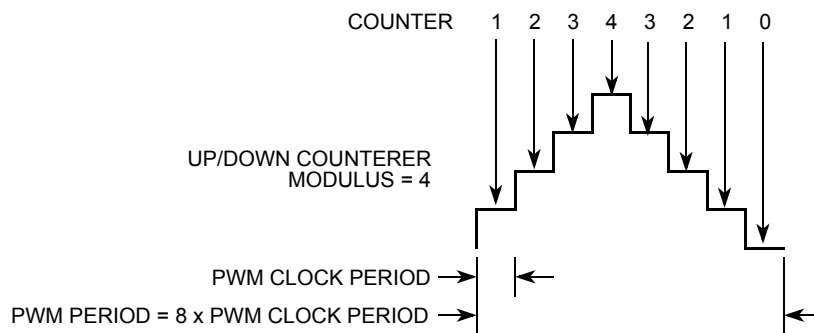 COUNTER 1 2 3 4 3 2 1 0
UP/DOWN COUNTERER
MODULUS = 4
PWM CLOCK PERIOD
PWM PERIOD = 8 x PWM CLOCK PERIOD